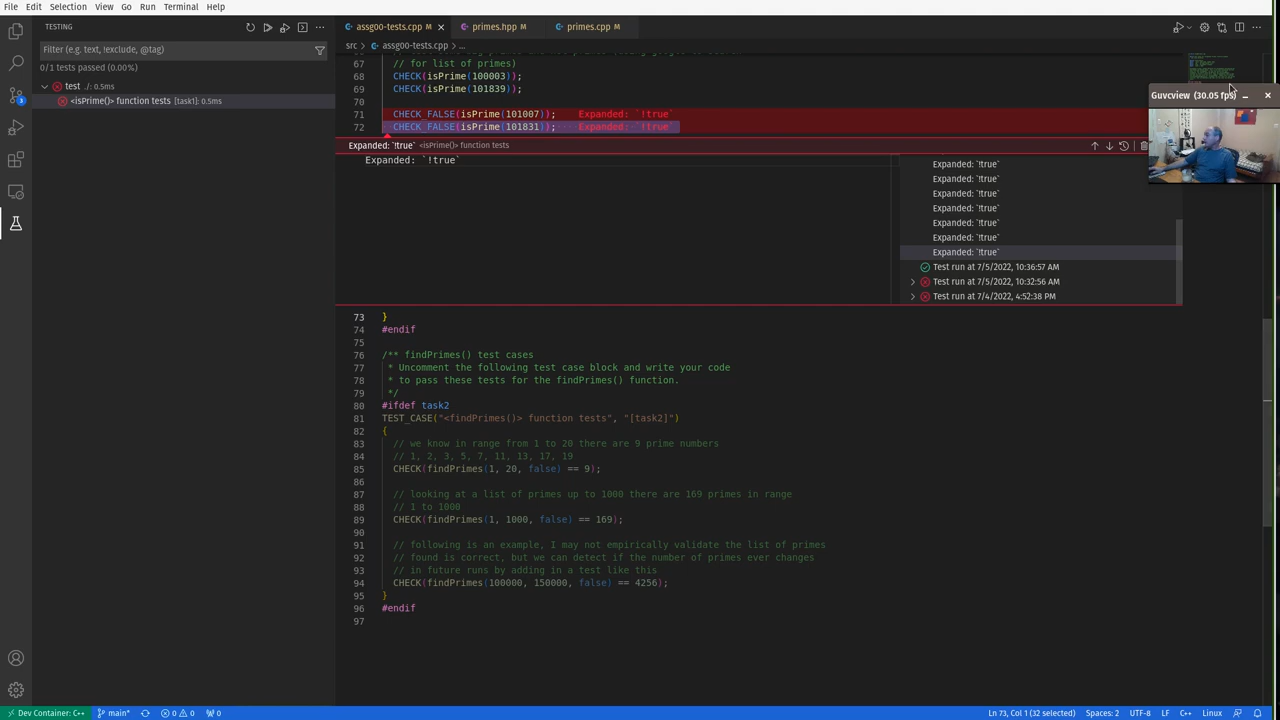 File Edit Selection View Go Run Terminal Help
TESTING
Filter (e.g. text, !exclude, @tag)
0/1 tests passed (0.00%)
test ./: 0.5ms
<isPrime()> function tests [task1]: 0.5ms
assg00-tests.cpp M
primes.hpp M
primes.cpp M
src > assg00-tests.cpp > ...
67 // for list of primes)
68 CHECK(isPrime(100003));
69 CHECK(isPrime(101839));
70
71 CHECK_FALSE(isPrime(101007)); Expanded: `!true`
72 CHECK_FALSE(isPrime(101831)); Expanded: `!true`
Expanded: `!true` <isPrime()> function tests
Expanded: `!true`
Expanded: `!true`
Expanded: `!true`
Expanded: `!true`
Expanded: `!true`
Expanded: `!true`
Expanded: `!true`
Expanded: `!true`
Test run at 7/5/2022, 10:36:57 AM
Test run at 7/5/2022, 10:32:56 AM
Test run at 7/4/2022, 4:52:38 PM
Guvcview (30.05 fps)
73 }
74 #endif
75
76 /** findPrimes() test cases
77 * Uncomment the following test case block and write your code
78 * to pass these tests for the findPrimes() function.
79 */
80 #ifdef task2
81 TEST_CASE("<findPrimes()> function tests", "[task2]")
82 {
83 // we know in range from 1 to 20 there are 9 prime numbers
84 // 1, 2, 3, 5, 7, 11, 13, 17, 19
85 CHECK(findPrimes(1, 20, false) == 9);
86
87 // looking at a list of primes up to 1000 there are 169 primes in range
88 // 1 to 1000
89 CHECK(findPrimes(1, 1000, false) == 169);
90
91 // following is an example, I may not empirically validate the list of primes
92 // found is correct, but we can detect if the number of primes ever changes
93 // in future runs by adding in a test like this
94 CHECK(findPrimes(100000, 150000, false) == 4256);
95 }
96 #endif
97
3
Dev Container: C++ main* 0 0 0 Ln 73, Col 1 (32 selected) Spaces: 2 UTF-8 LF C++ Linux